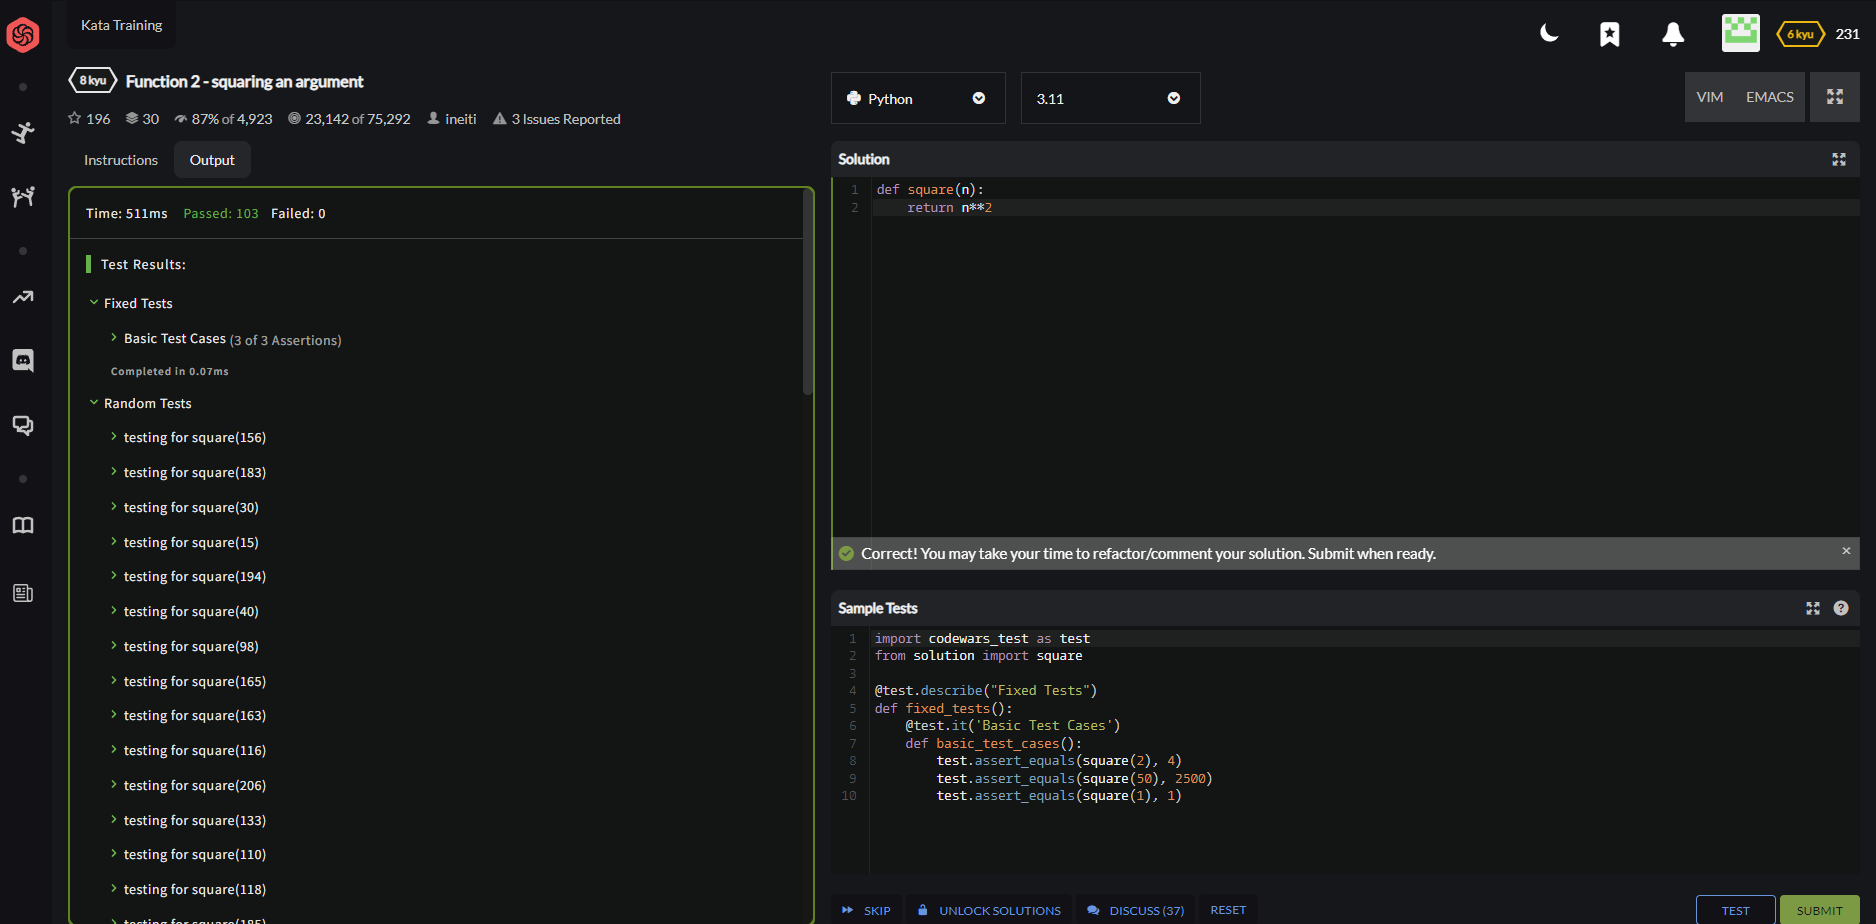 Kata Training
6 kyu 231
8 kyu Function 2 - squaring an argument
196 30 87% of 4,923 23,142 of 75,292 ineiti 3 Issues Reported
Instructions Output
Time: 511ms Passed: 103 Failed: 0
Test Results:
Fixed Tests
Basic Test Cases (3 of 3 Assertions)
Completed in 0.07ms
Random Tests
testing for square(156)
testing for square(183)
testing for square(30)
testing for square(15)
testing for square(194)
testing for square(40)
testing for square(98)
testing for square(165)
testing for square(163)
testing for square(116)
testing for square(206)
testing for square(133)
testing for square(110)
testing for square(118)
testing for square(185)
Python 3.11 VIM EMACS
Solution
1 def square(n):
2     return n**2
Correct! You may take your time to refactor/comment your solution. Submit when ready. ×
Sample Tests ?
1 import codewars_test as test
2 from solution import square
3
4 @test.describe("Fixed Tests")
5 def fixed_tests():
6     @test.it('Basic Test Cases')
7     def basic_test_cases():
8         test.assert_equals(square(2), 4)
9         test.assert_equals(square(50), 2500)
10         test.assert_equals(square(1), 1)
SKIP UNLOCK SOLUTIONS DISCUSS (37) RESET TEST SUBMIT